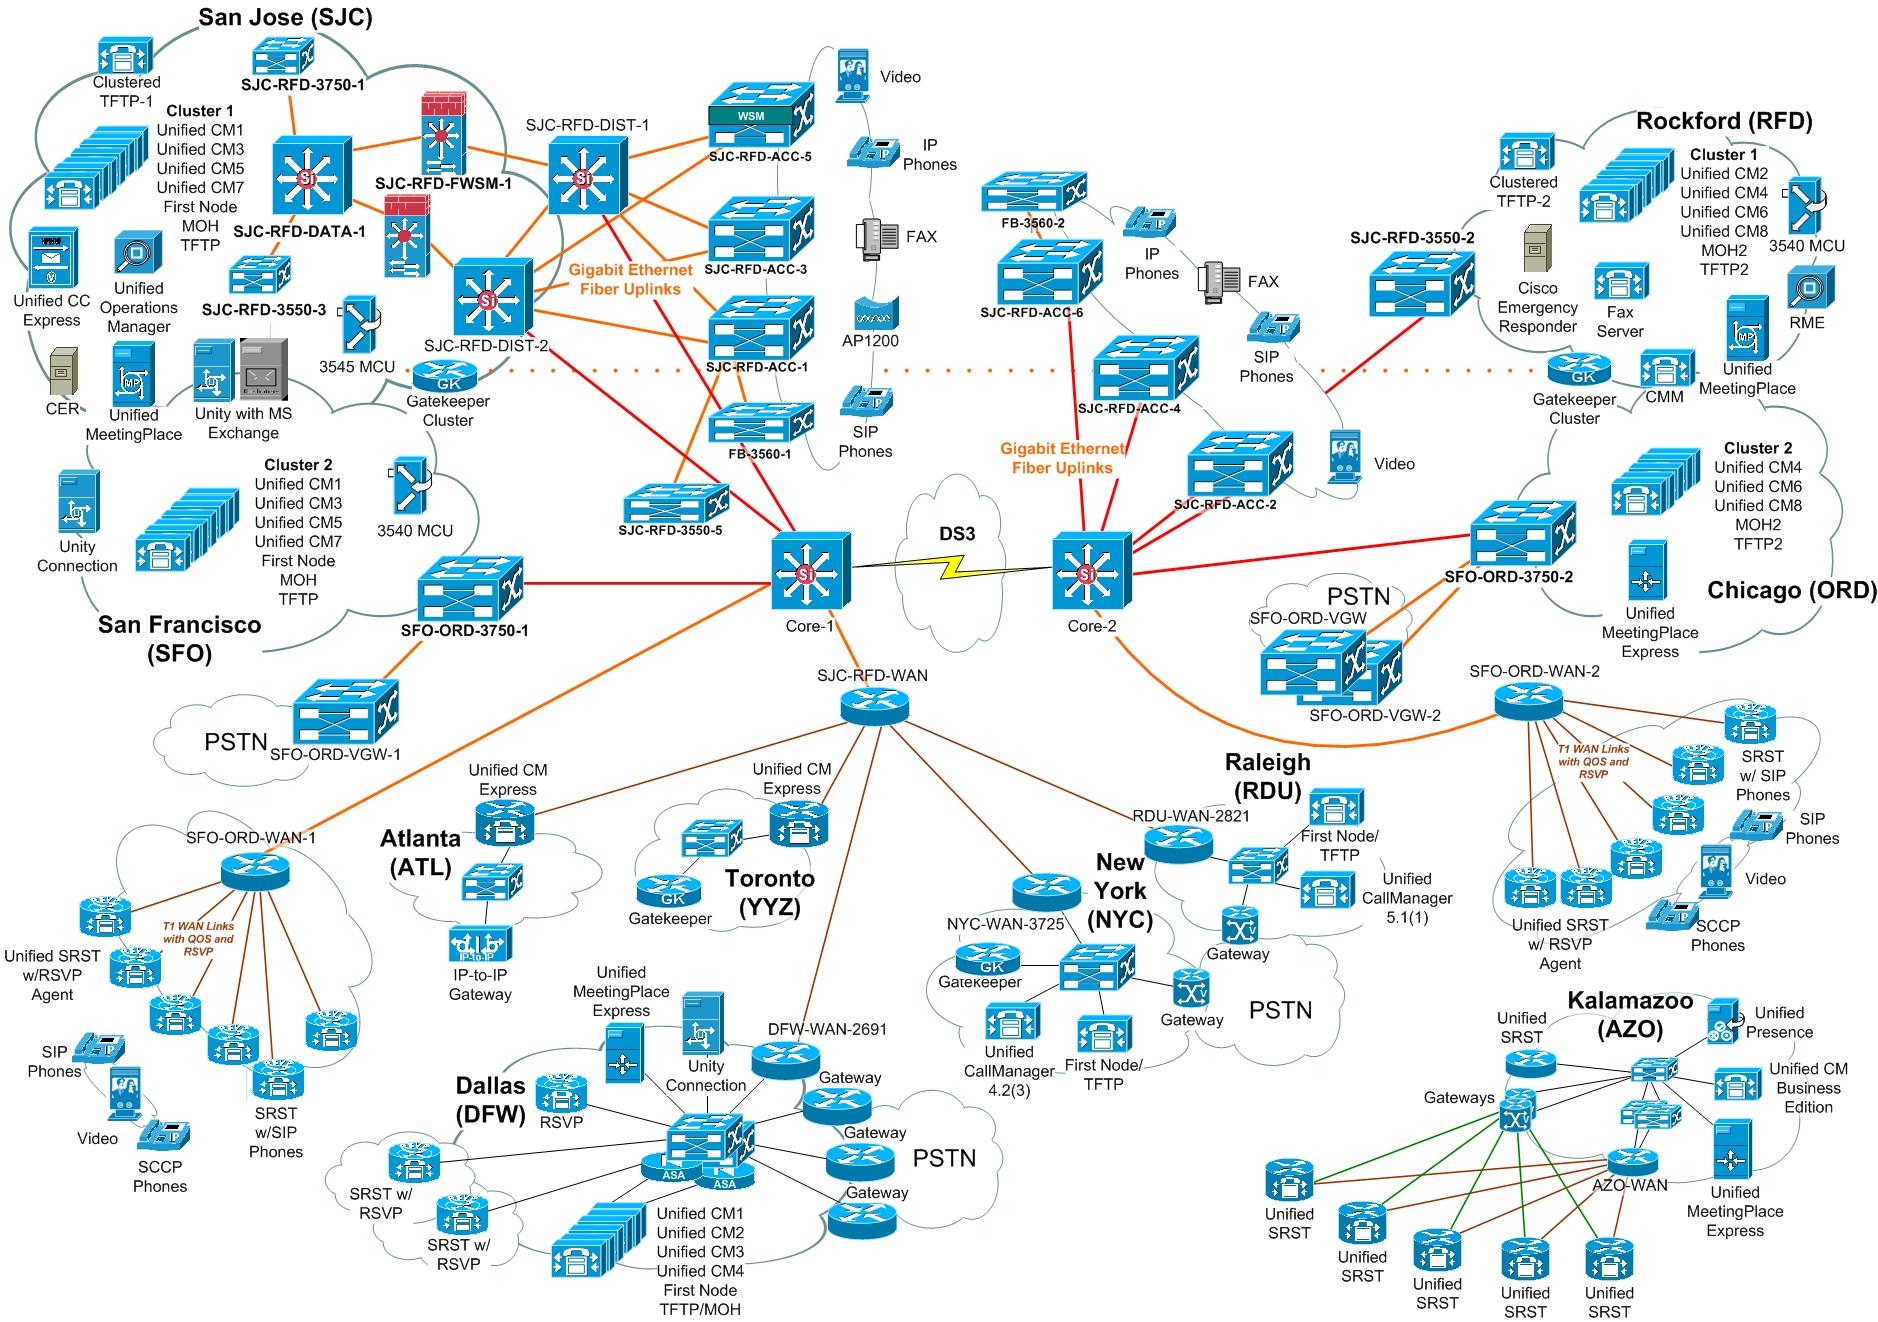 San Jose (SJC)
Clustered
TFTP-1
SJC-RFD-3750-1
Cluster 1
Unified CM1
Unified CM3
Unified CM5
Unified CM7
First Node
MOH
TFTP
Si
SJC-RFD-DATA-1
SJC-RFD-FWSM-1
SJC-RFD-DIST-1
Si
WSM
SJC-RFD-ACC-5
Video
IP
Phones
P
FAX
AP1200
SIP
Phones
P
V
Unified CC
Express
Unified
Operations
Manager
SJC-RFD-3550-3
3545 MCU
Si
SJC-RFD-DIST-2
Gigabit Ethernet
Fiber Uplinks
SJC-RFD-ACC-3
SJC-RFD-ACC-1
FB-3560-1
SJC-RFD-3550-5
CER
MP
Unified
MeetingPlace
Unity with MS
Exchange
GK
Gatekeeper
Cluster
Unity
Connection
Cluster 2
Unified CM1
Unified CM3
Unified CM5
Unified CM7
First Node
MOH
TFTP
3540 MCU
San Francisco
(SFO)
SFO-ORD-3750-1
PSTN
SFO-ORD-VGW-1
Si
Core-1
DS3
Si
Core-2
FB-3560-2
IP
Phones
P
SJC-RFD-ACC-6
FAX
SIP
Phones
P
SJC-RFD-ACC-4
Gigabit Ethernet
Fiber Uplinks
SJC-RFD-ACC-2
Video
SJC-RFD-3550-2
Rockford (RFD)
Clustered
TFTP-2
Cluster 1
Unified CM2
Unified CM4
Unified CM6
Unified CM8
MOH2
TFTP2
3540 MCU
Cisco
Emergency
Responder
Fax
Server
RME
MP
Unified
MeetingPlace
GK
Gatekeeper
Cluster
CMM
Cluster 2
Unified CM4
Unified CM6
Unified CM8
MOH2
TFTP2
SFO-ORD-3750-2
Unified
MeetingPlace
Express
Chicago (ORD)
PSTN
SFO-ORD-VGW
SFO-ORD-VGW-2
SFO-ORD-WAN-2
T1 WAN Links
with QOS and
RSVP
SRST
w/ SIP
Phones
SIP
Phones
P
Video
SCCP
Phones
P
Unified SRST
w/ RSVP
Agent
SJC-RFD-WAN
SFO-ORD-WAN-1
T1 WAN Links
with QOS and
RSVP
Unified SRST
w/RSVP
Agent
SIP
Phones
P
Video
SCCP
Phones
P
SRST
w/SIP
Phones
Unified CM
Express
Atlanta
(ATL)
IP-to-IP
IP-to-IP
Gateway
Unified CM
Express
GK
Gatekeeper
Toronto
(YYZ)
Unified
MeetingPlace
Express
Unity
Connection
DFW-WAN-2691
Dallas
(DFW)
RSVP
Gateway
Gateway
Gateway
PSTN
ASA
ASA
SRST w/
RSVP
SRST w/
RSVP
Unified CM1
Unified CM2
Unified CM3
Unified CM4
First Node
TFTP/MOH
New
York
(NYC)
NYC-WAN-3725
GK
Gatekeeper
Unified
CallManager
4.2(3)
First Node/
TFTP
V
Gateway
PSTN
Raleigh
(RDU)
RDU-WAN-2821
First Node/
TFTP
Unified
CallManager
5.1(1)
V
Gateway
Kalamazoo
(AZO)
Unified
SRST
Unified
Presence
Unified CM
Business
Edition
Gateways
AZO-WAN
Unified
MeetingPlace
Express
Unified
SRST
Unified
SRST
Unified
SRST
Unified
SRST
Unified
SRST